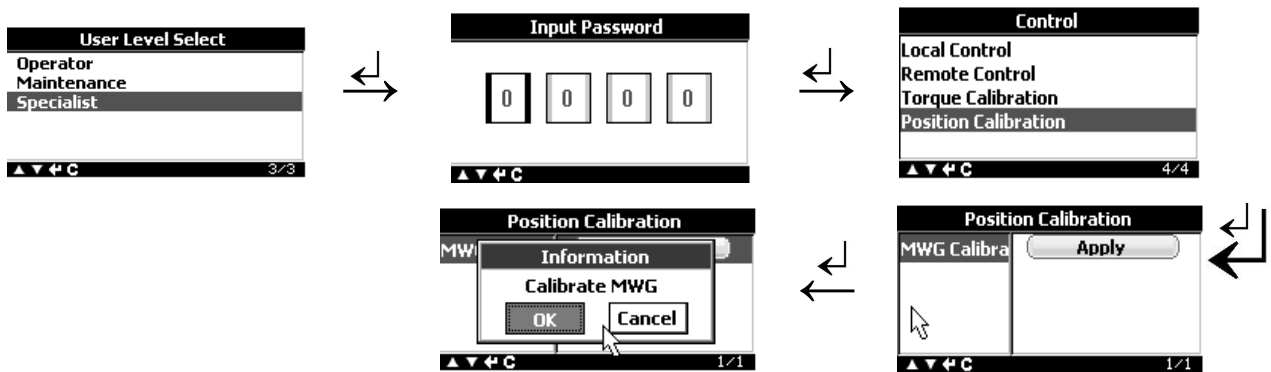 User Level Select
Operator
Maintenance
Specialist
▲ ▼ ↵ C 3/3
Input Password
0 0 0 0
▲ ▼ ↵ C
Control
Local Control
Remote Control
Torque Calibration
Position Calibration
▲ ▼ ↵ C 4/4
Position Calibration
MWG Calibra Apply
▲ ▼ ↵ C 1/1
Position Calibration
MW
Information
Calibrate MWG
OK Cancel
▲ ▼ ↵ C 1/1